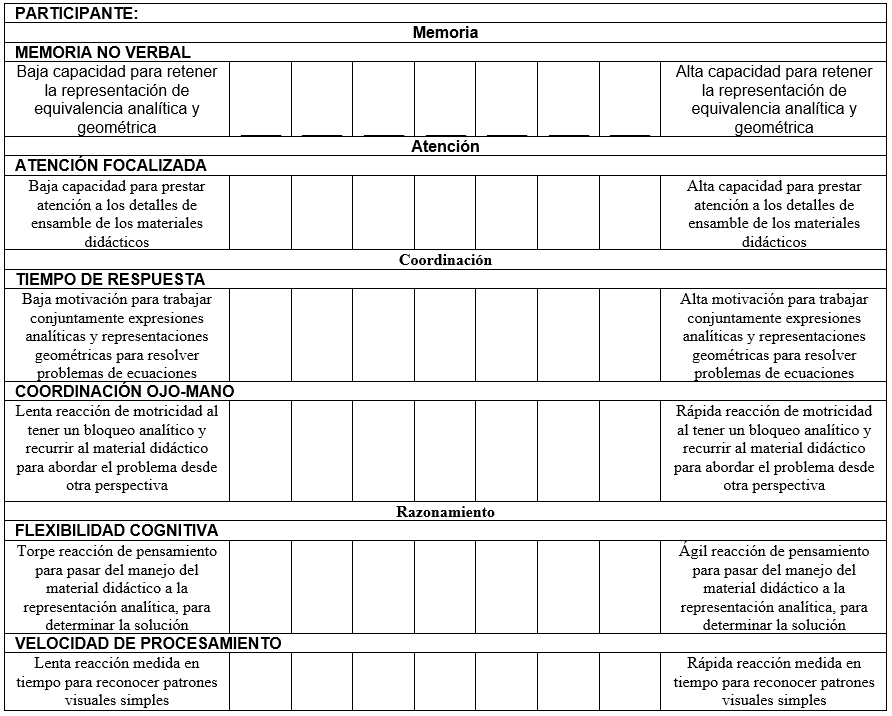 PARTICIPANTE:
Memoria
MEMORIA NO VERBAL
Baja capacidad para retener
la representación de
equivalencia analítica y
geométrica
Alta capacidad para retener
la representación de
equivalencia analítica y
geométrica
Atención
ATENCIÓN FOCALIZADA
Baja capacidad para prestar
atención a los detalles de
ensamble de los materiales
didácticos
Alta capacidad para prestar
atención a los detalles de
ensamble de los materiales
didácticos
Coordinación
TIEMPO DE RESPUESTA
Baja motivación para trabajar
conjuntamente expresiones
analíticas y representaciones
geométricas para resolver
problemas de ecuaciones
Alta motivación para trabajar
conjuntamente expresiones
analíticas y representaciones
geométricas para resolver
problemas de ecuaciones
COORDINACIÓN OJO-MANO
Lenta reacción de motricidad al
tener un bloqueo analítico y
recurrir al material didáctico
para abordar el problema desde
otra perspectiva
Rápida reacción de motricidad
al tener un bloqueo analítico y
recurrir al material didáctico
para abordar el problema desde
otra perspectiva
Razonamiento
FLEXIBILIDAD COGNITIVA
Torpe reacción de pensamiento
para pasar del manejo del
material didáctico a la
representación analítica, para
determinar la solución
Ágil reacción de pensamiento
para pasar del manejo del
material didáctico a la
representación analítica, para
determinar la solución
VELOCIDAD DE PROCESAMIENTO
Lenta reacción medida en
tiempo para reconocer patrones
visuales simples
Rápida reacción medida en
tiempo para reconocer patrones
visuales simples